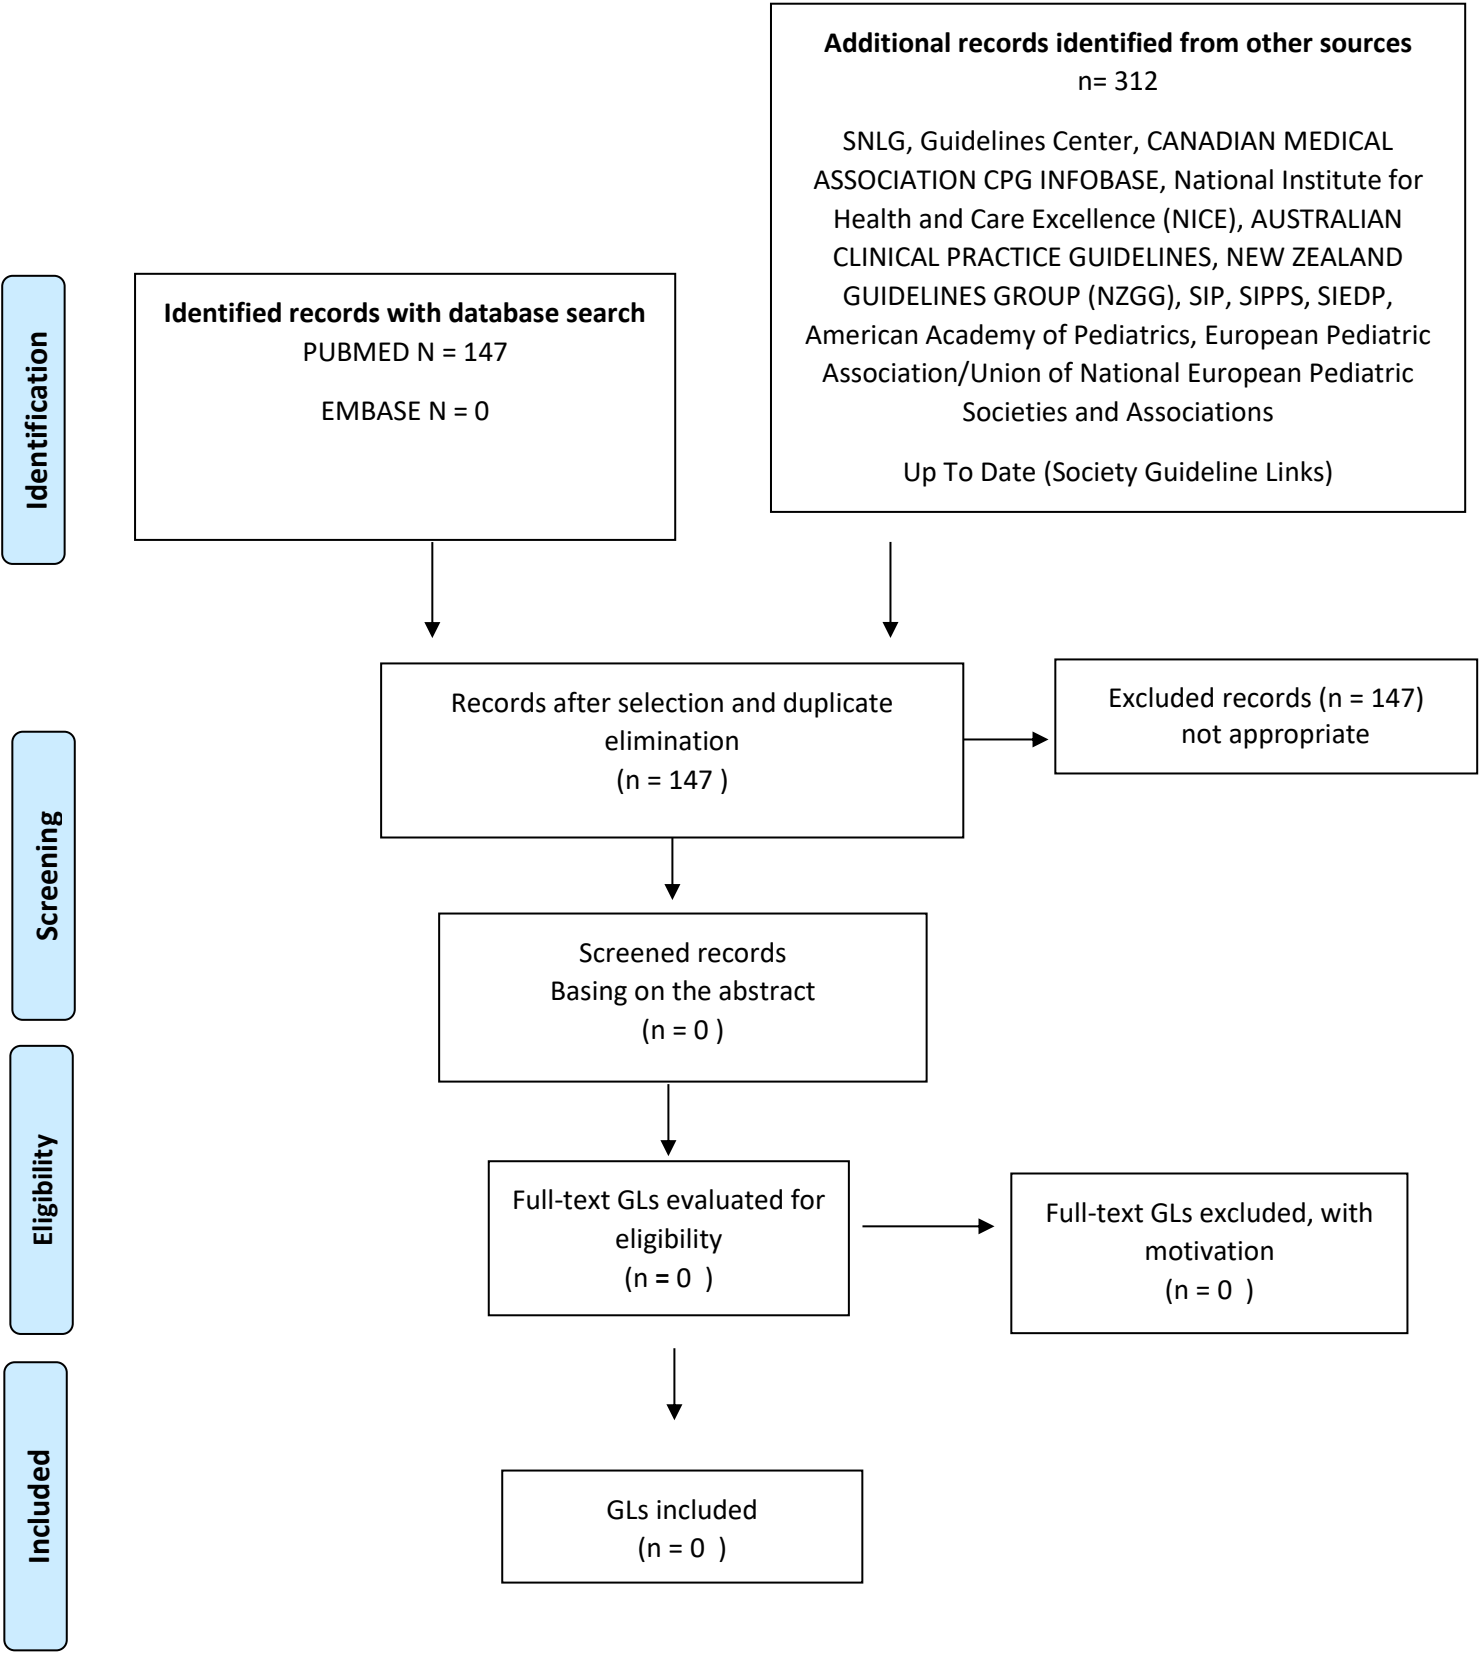 Additional records identified from other sources
n= 312
SNLG, Guidelines Center, CANADIAN MEDICAL
ASSOCIATION CPG INFOBASE, National Institute for
Health and Care Excellence (NICE), AUSTRALIAN
CLINICAL PRACTICE GUIDELINES, NEW ZEALAND
GUIDELINES GROUP (NZGG), SIP, SIPPS, SIEDP,
American Academy of Pediatrics, European Pediatric
Association/Union of National European Pediatric
Societies and Associations
Up To Date (Society Guideline Links)
Identification
Identified records with database search
PUBMED N = 147
EMBASE N = 0
Screening
Records after selection and duplicate
elimination
(n = 147 )
Excluded records (n = 147)
not appropriate
Screened records
Basing on the abstract
(n = 0 )
Eligibility
Full-text GLs evaluated for
eligibility
(n = 0  )
Full-text GLs excluded, with
motivation
(n = 0  )
Included
GLs included
(n = 0  )